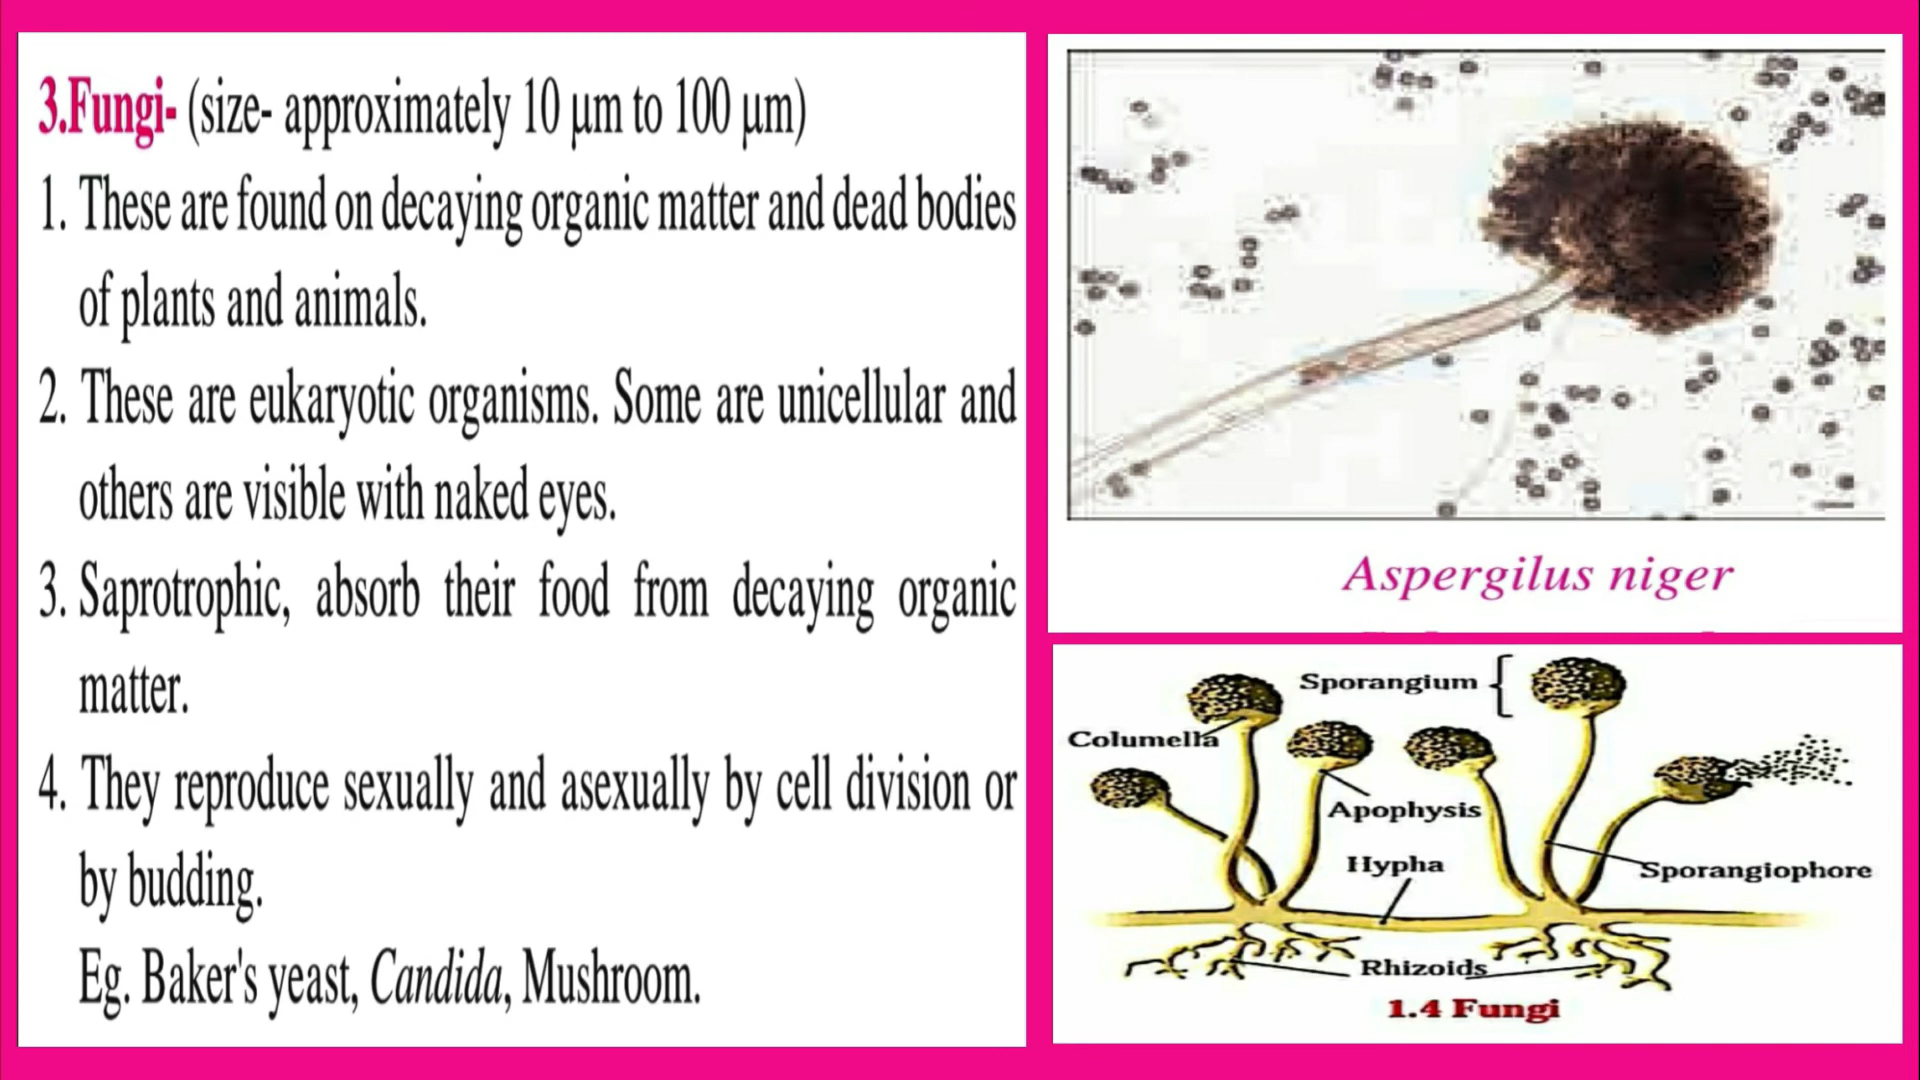 3.Fungi- (size- approximately 10 μm to 100 μm)
1. These are found on decaying organic matter and dead bodies
of plants and animals.
2. These are eukaryotic organisms. Some are unicellular and
others are visible with naked eyes.
3. Saprotrophic, absorb their food from decaying organic
matter.
4. They reproduce sexually and asexually by cell division or
by budding.
Eg. Baker's yeast, Candida, Mushroom.
Aspergilus niger
Sporangium
Columella
Apophysis
Hypha
Sporangiophore
Rhizoids
1.4 Fungi